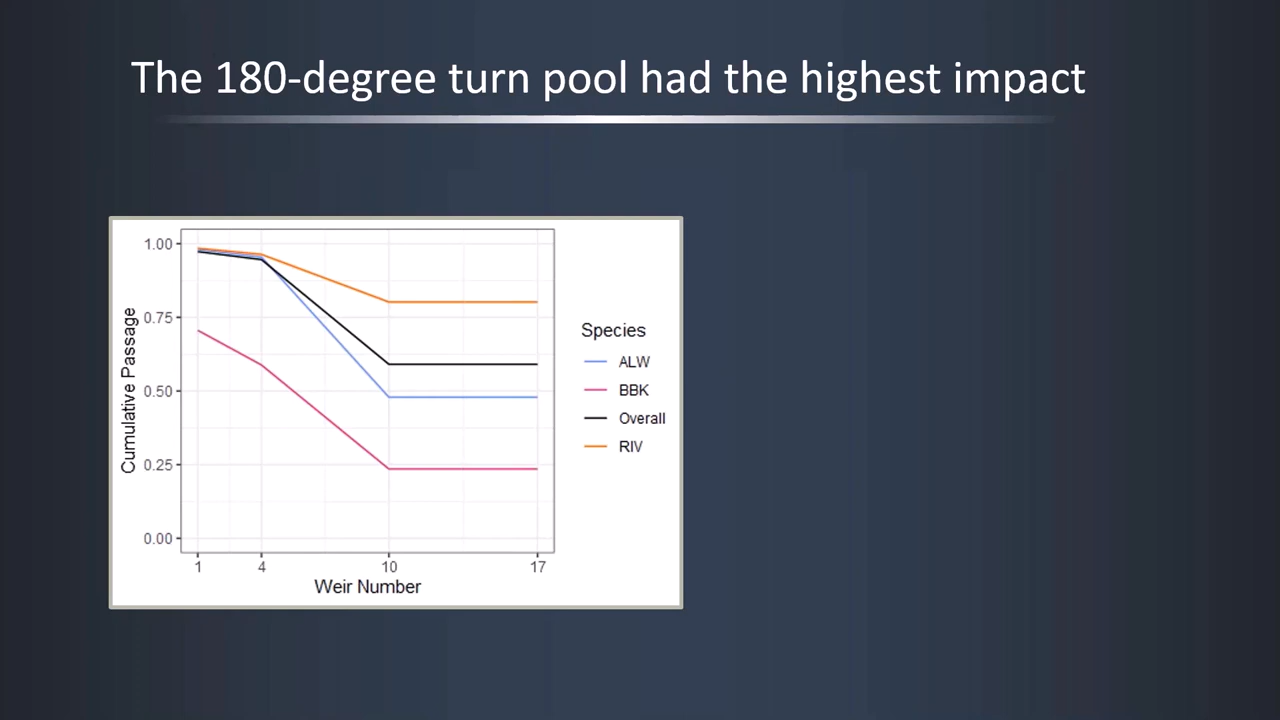 The 180-degree turn pool had the highest impact
1.00
0.75
0.50
0.25
0.00
Cumulative Passage
1 4 10 17
Weir Number
Species
ALW
BBK
Overall
RIV